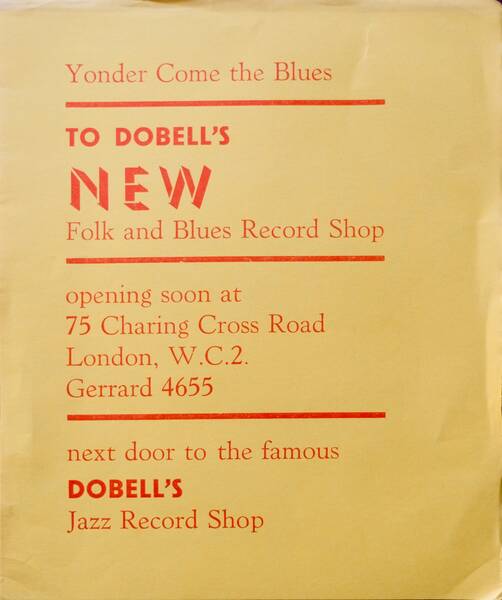 Yonder Come the Blues
TO DOBELL'S
NEW
Folk and Blues Record Shop
opening soon at
75 Charing Cross Road
London, W.C.2.
Gerrard 4655
next door to the famous
DOBELL'S
Jazz Record Shop